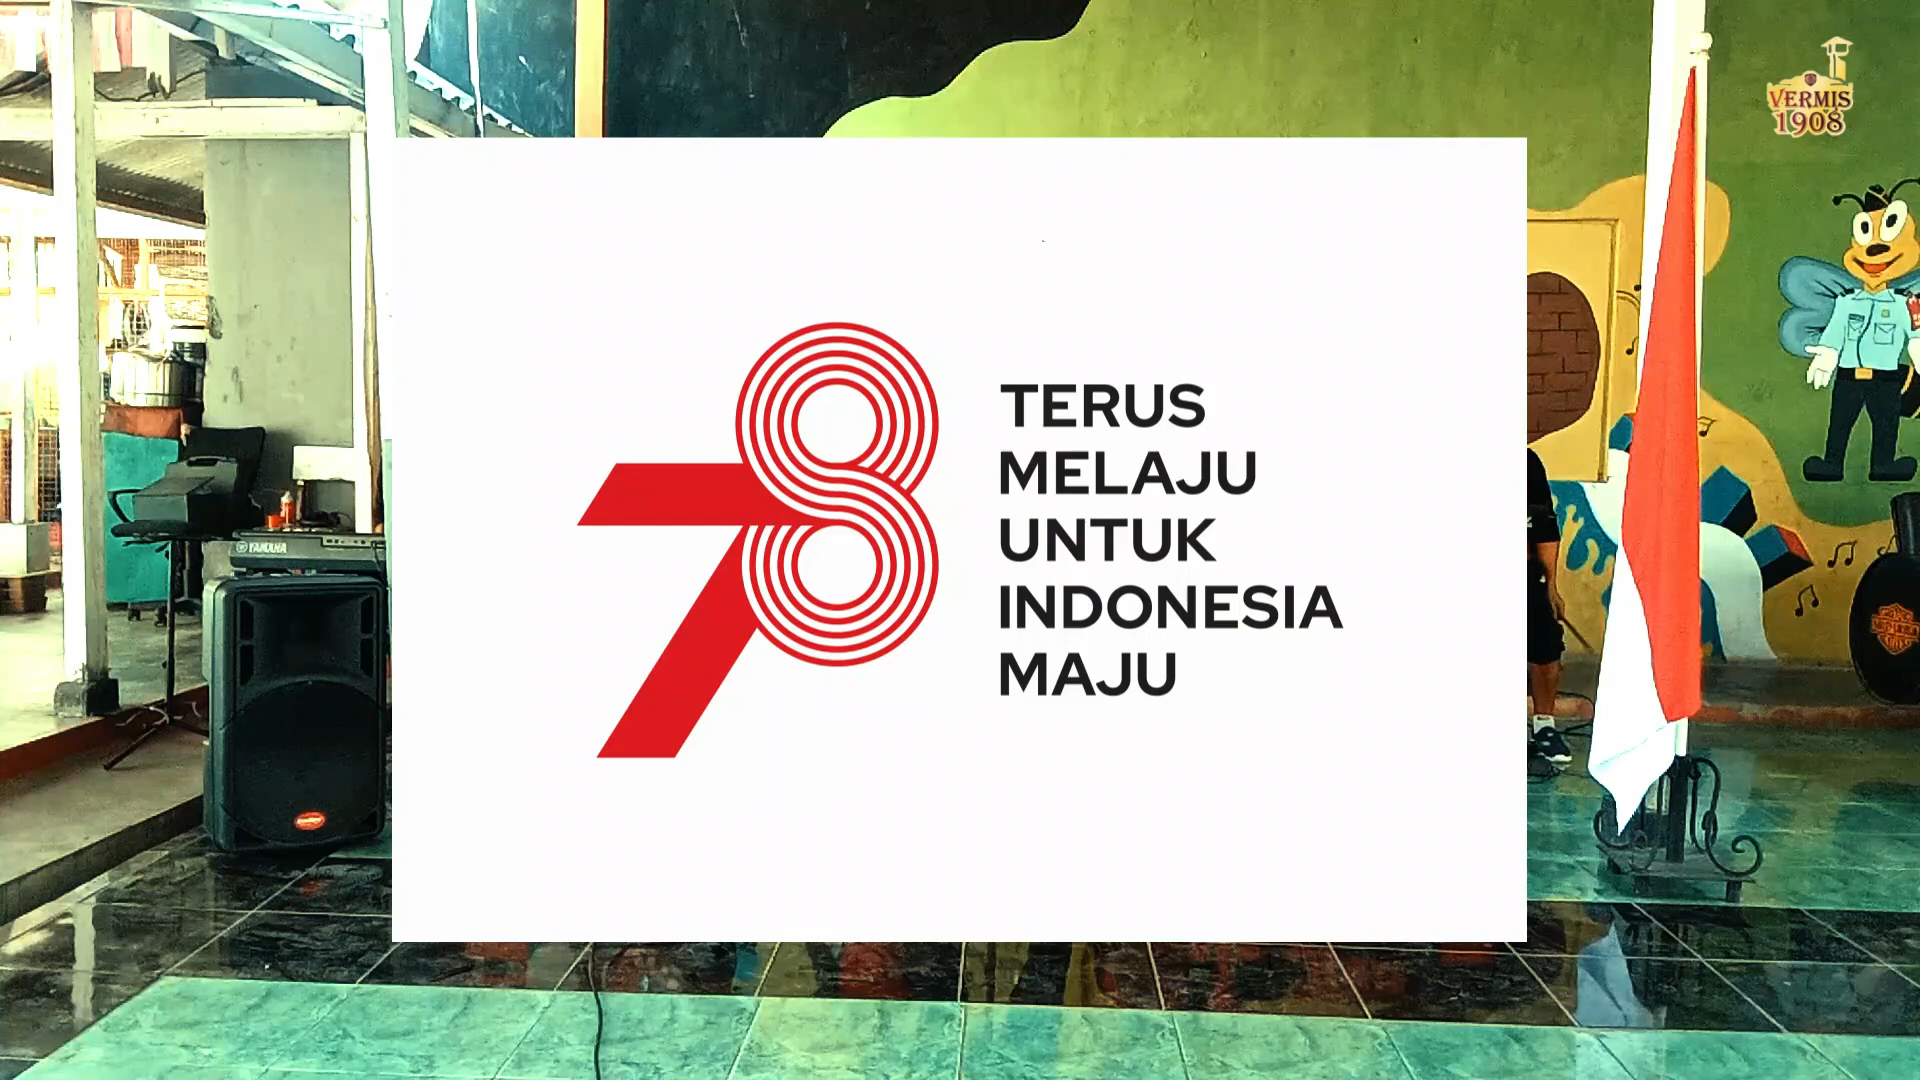 VERMIS
1908
78
TERUS
MELAJU
UNTUK
INDONESIA
MAJU
YAMAHA